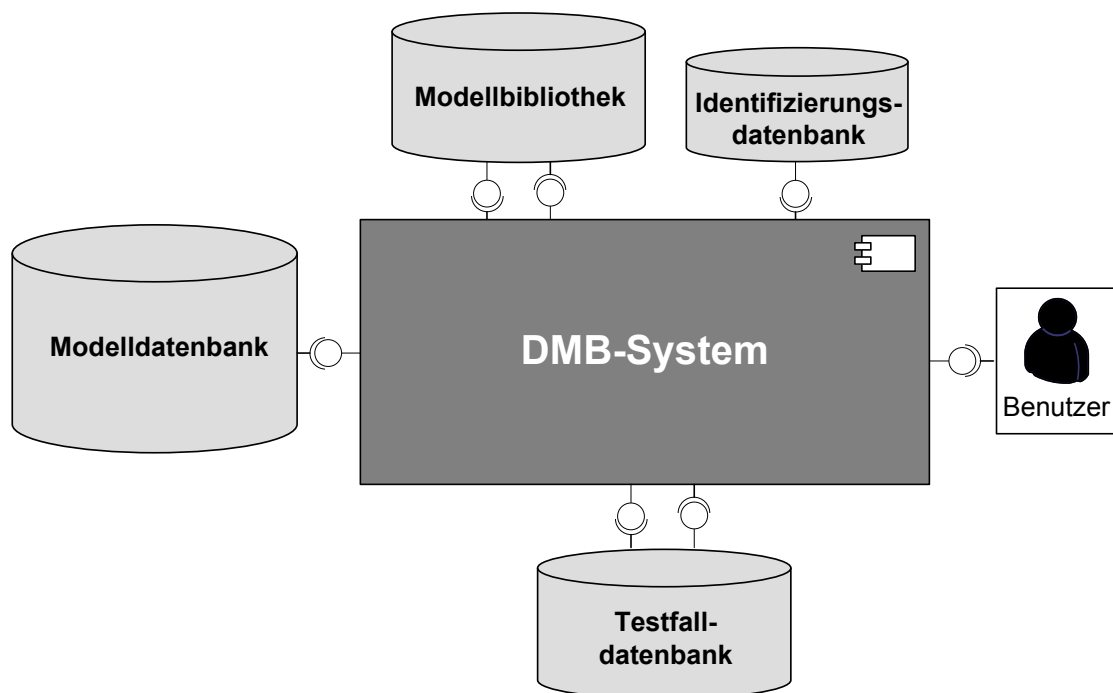 Modellbibliothek
Identifizierungs-
datenbank
Modelldatenbank
DMB-System
Benutzer
Testfall-
datenbank